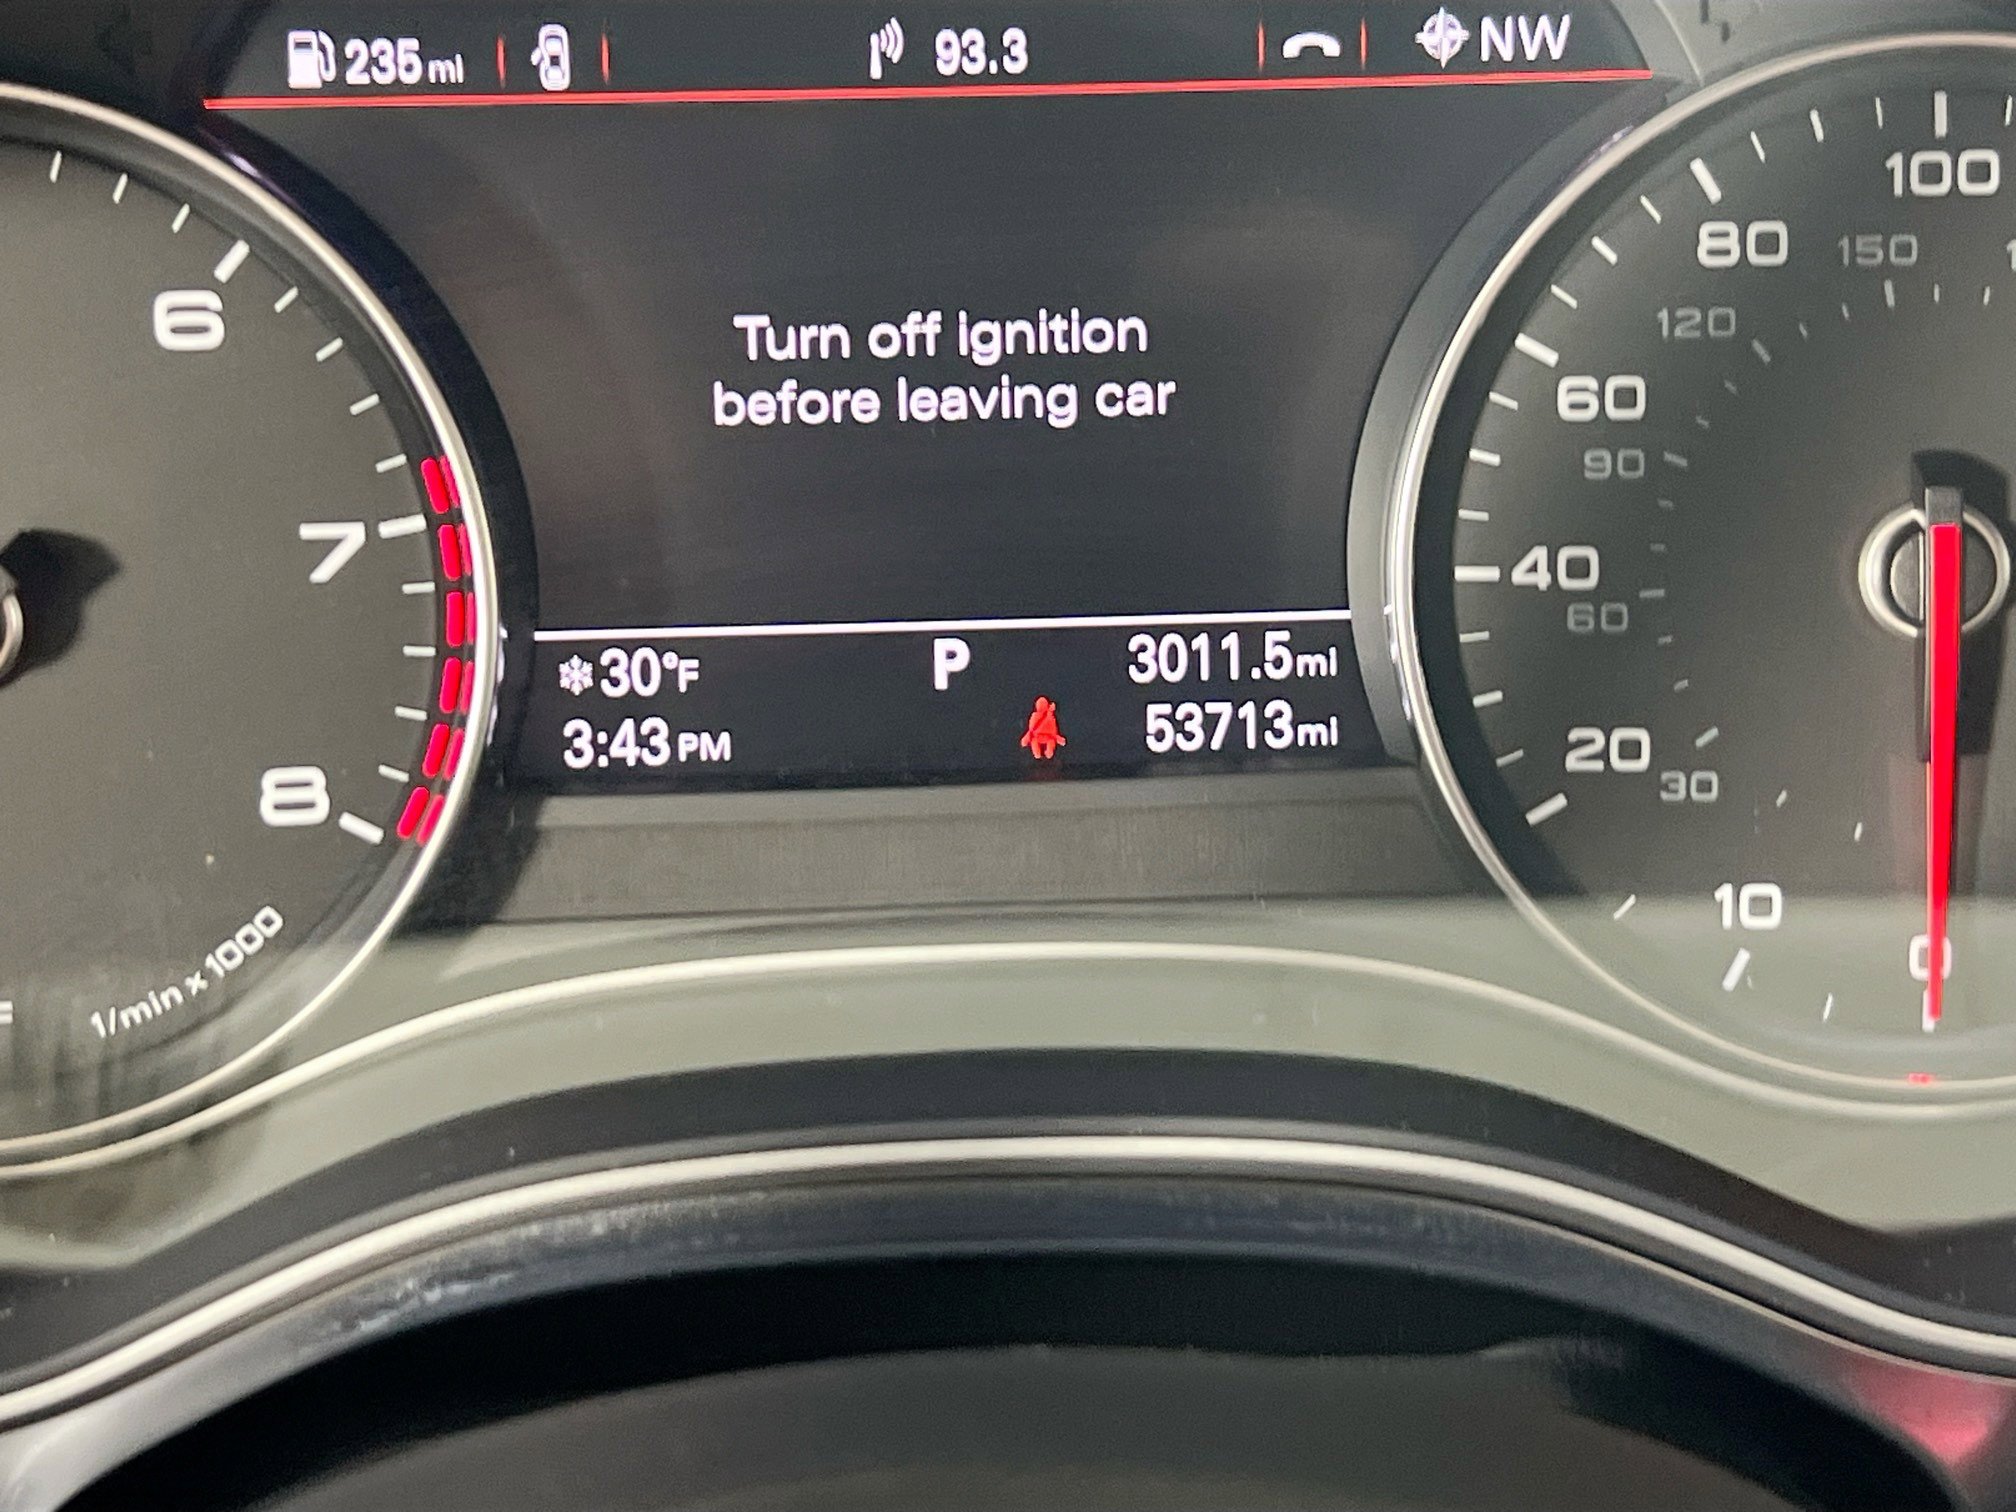 235 mi 93.3 NW
Turn off ignition
before leaving car
30°F P 3011.5 mi
3:43 PM 53713 mi
6
7
8
1/min x 1000
100
80 150
120
60
90
40
60
20
30
10
0